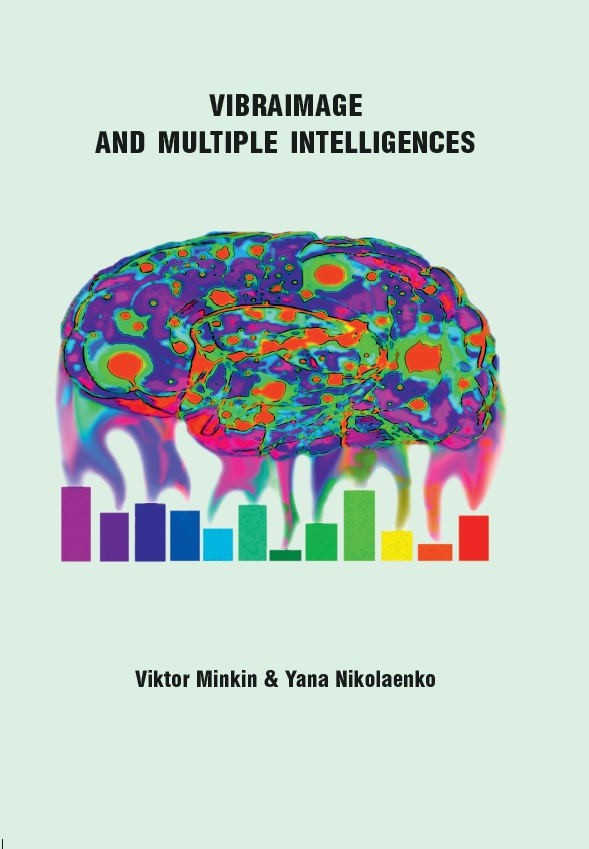 VIBRAIMAGE
AND MULTIPLE INTELLIGENCES
Viktor Minkin & Yana Nikolaenko